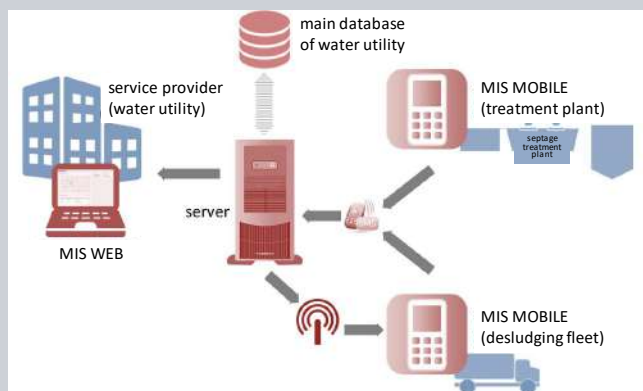 main database
of water utility
service provider
(water utility)
MIS MOBILE
(treatment plant)
septage
treatment
plant
server
MIS WEB
MIS MOBILE
(desludging fleet)